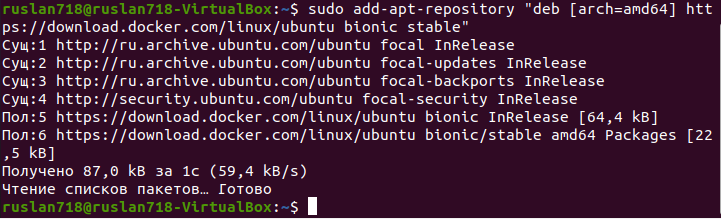 ruslan718@ruslan718-VirtualBox:~$ sudo add-apt-repository "deb [arch=amd64] htt
ps://download.docker.com/linux/ubuntu bionic stable"
Сущ:1 http://ru.archive.ubuntu.com/ubuntu focal InRelease
Сущ:2 http://ru.archive.ubuntu.com/ubuntu focal-updates InRelease
Сущ:3 http://ru.archive.ubuntu.com/ubuntu focal-backports InRelease
Сущ:4 http://security.ubuntu.com/ubuntu focal-security InRelease
Пол:5 https://download.docker.com/linux/ubuntu bionic InRelease [64,4 kB]
Пол:6 https://download.docker.com/linux/ubuntu bionic/stable amd64 Packages [22
,5 kB]
Получено 87,0 kB за 1с (59,4 kB/s)
Чтение списков пакетов… Готово
ruslan718@ruslan718-VirtualBox:~$